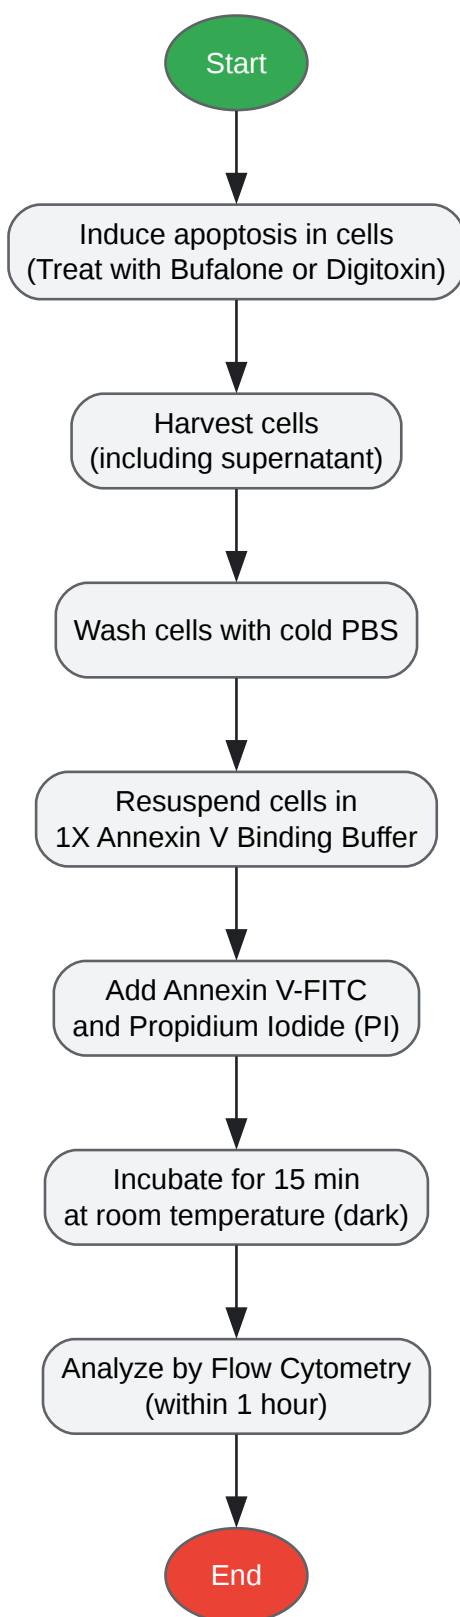 Start
Induce apoptosis in cells
(Treat with Bufalone or Digitoxin)
Harvest cells
(including supernatant)
Wash cells with cold PBS
Resuspend cells in
1X Annexin V Binding Buffer
Add Annexin V-FITC
and Propidium Iodide (PI)
Incubate for 15 min
at room temperature (dark)
Analyze by Flow Cytometry
(within 1 hour)
End